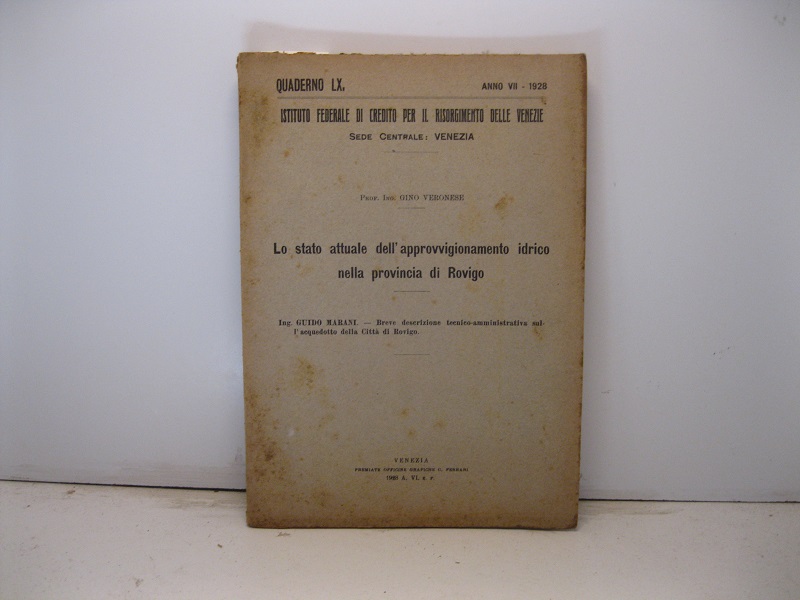 QUADERNO LX.
ANNO VII - 1928
ISTITUTO FEDERALE DI CREDITO PER IL RISORGIMENTO DELLE VENEZIE
SEDE CENTRALE: VENEZIA
PROF. ING. GINO VERONESE
Lo stato attuale dell'approvvigionamento idrico
nella provincia di Rovigo
Ing. GUIDO MARANI. — Breve descrizione tecnico-amministrativa sul-
l'acquedotto della Città di Rovigo.
VENEZIA
PREMIATE OFFICINE GRAFICHE C. FERRARI
1928 A. VI. e. f.